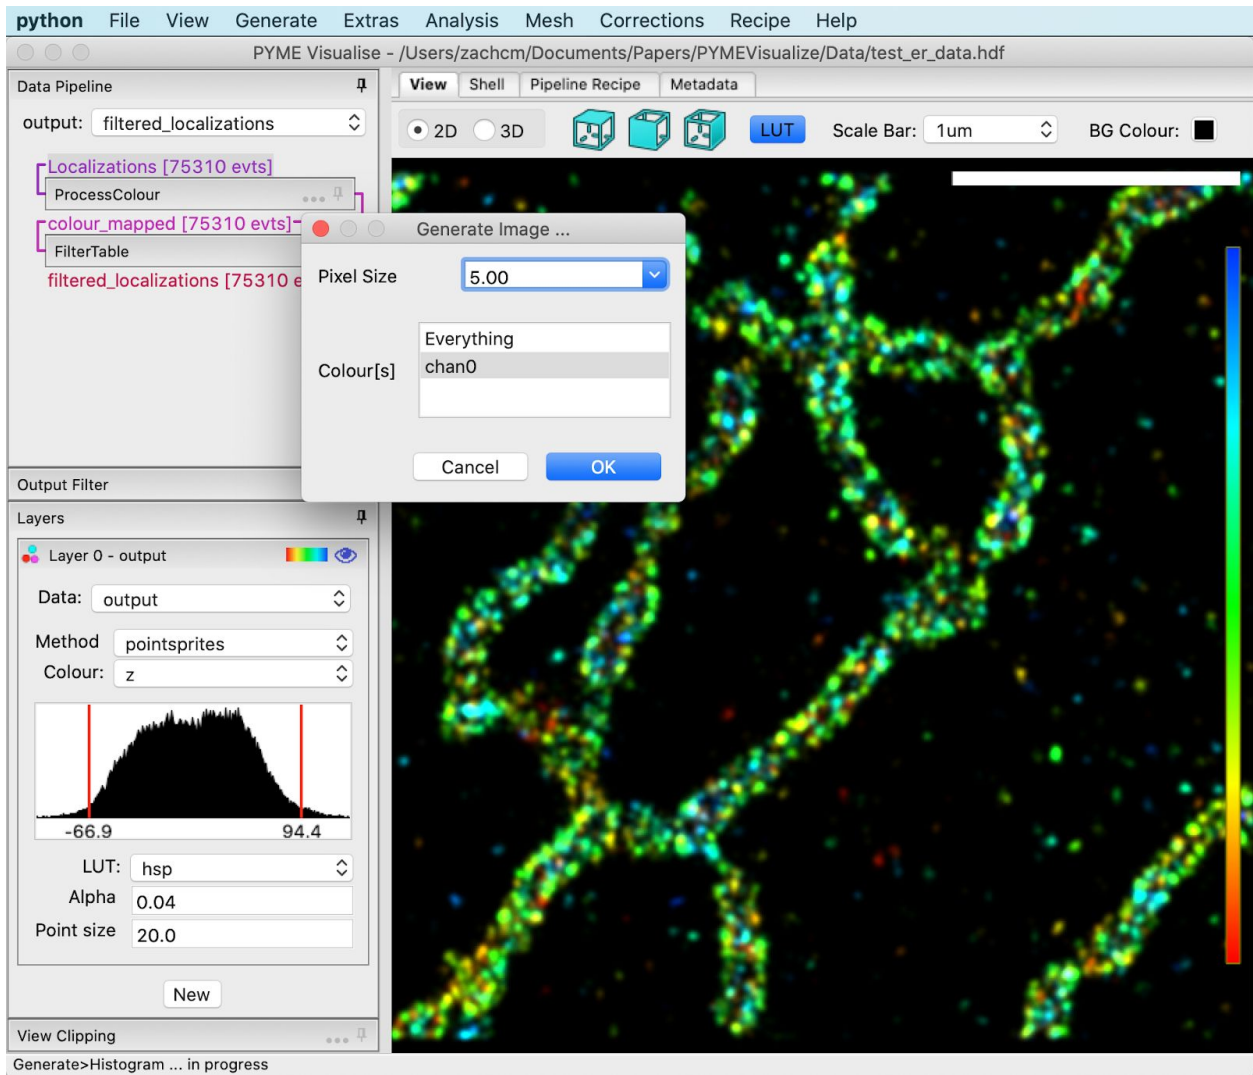 python File View Generate Extras Analysis Mesh Corrections Recipe Help
PYME Visualise - /Users/zachcm/Documents/Papers/PYMEVisualize/Data/test_er_data.hdf
Data Pipeline
output: filtered_localizations
Localizations [75310 evts]
ProcessColour
colour_mapped [75310 evts]
FilterTable
filtered_localizations [75310 e
Output Filter
Layers
Layer 0 - output
Data: output
Method pointsprites
Colour: z
-66.9 94.4
LUT: hsp
Alpha 0.04
Point size 20.0
New
View Clipping
Generate>Histogram ... in progress
View Shell Pipeline Recipe Metadata
2D 3D LUT Scale Bar: 1um BG Colour:
Generate Image ...
Pixel Size 5.00
Everything
Colour[s] chan0
Cancel OK